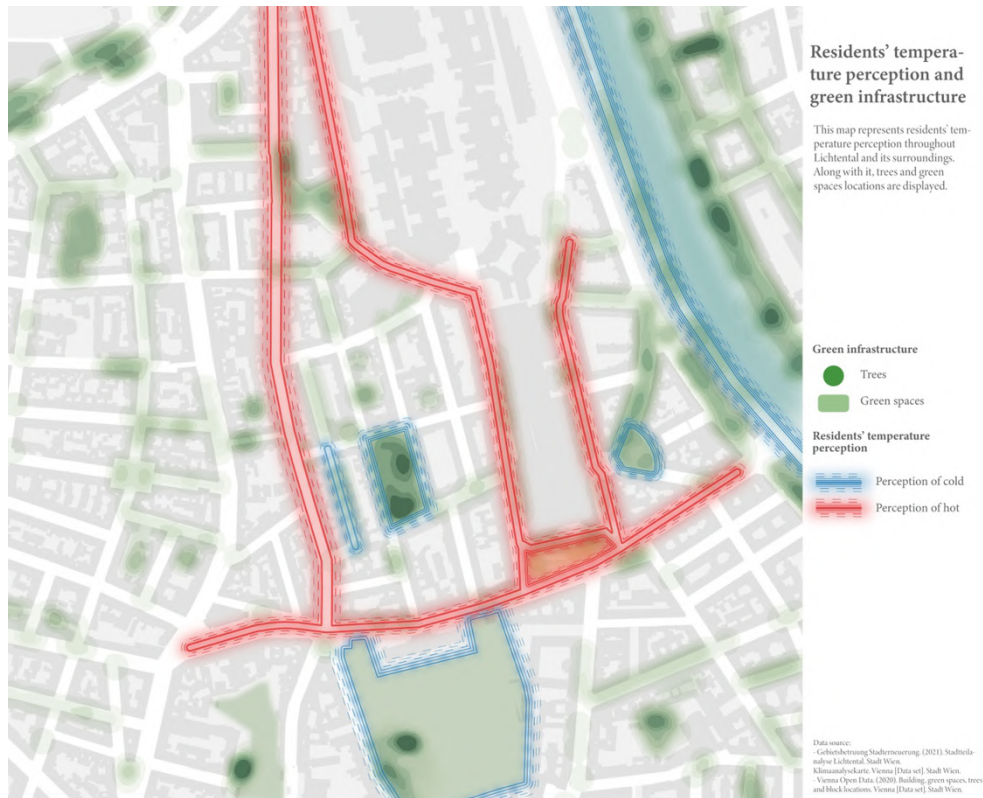 Residents’ tempera-
ture perception and
green infrastructure
This map represents residents’ tem-
perature perception throughout
Lichtental and its surroundings.
Along with it, trees and green
spaces locations are displayed.
Green infrastructure
Trees
Green spaces
Residents’ temperature
perception
Perception of cold
Perception of hot
Data source:
- Gebietsbetruung Stadterneuerung. (2021). Stadtteila-
nalyse Lichtental. Stadt Wien.
Klimaanalysekarte. Vienna [Data set]. Stadt Wien.
- Vienna Open Data. (2020). Building, green spaces, trees
and block locations. Vienna [Data set]. Stadt Wien.